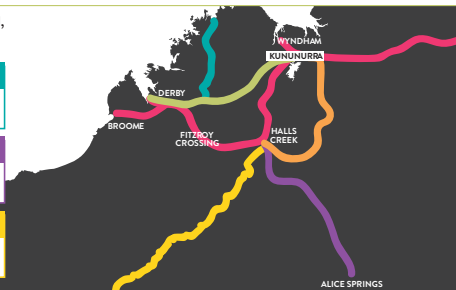 WYNDHAM
KUNUNURRA
DERBY
BROOME
FITZROY
CROSSING
HALLS
CREEK
ALICE SPRINGS